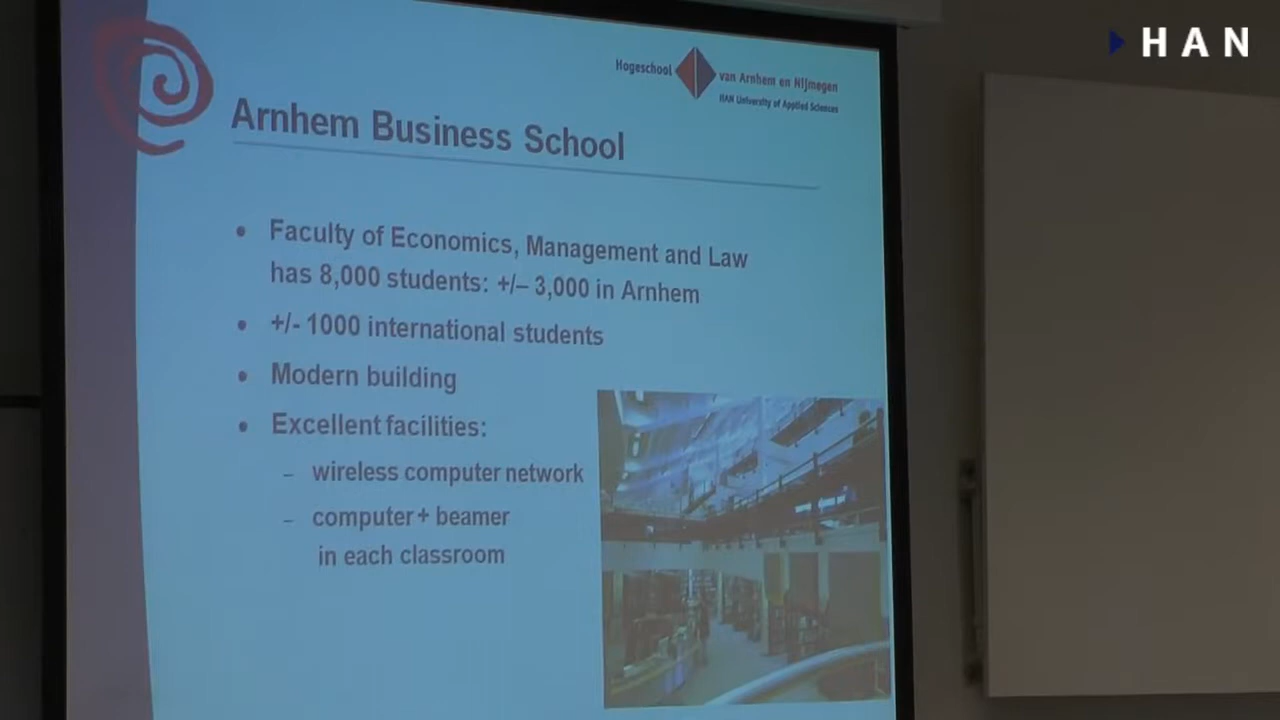 HAN
Hogeschool van Arnhem en Nijmegen
HAN University of Applied Sciences
Arnhem Business School
• Faculty of Economics, Management and Law
has 8,000 students: +/– 3,000 in Arnhem
• +/- 1000 international students
• Modern building
• Excellent facilities:
– wireless computer network
– computer + beamer
in each classroom